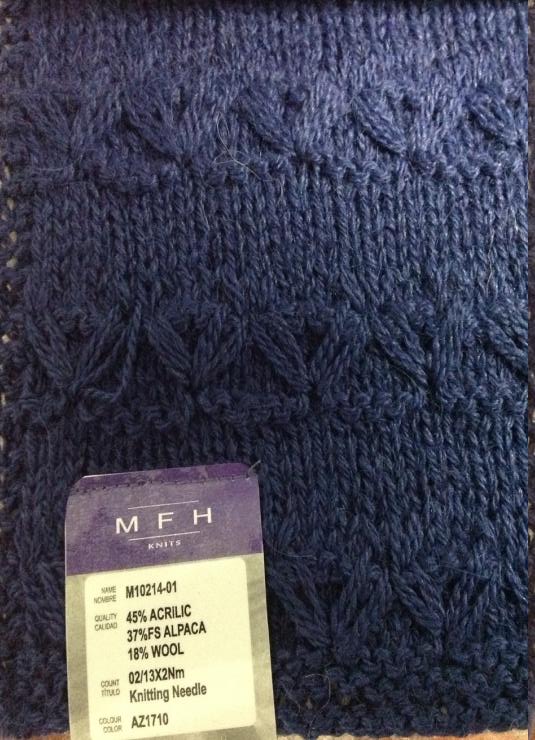 M F H
KNITS
NAME
NOMBRE
M10214-01
QUALITY
CALIDAD
45% ACRILIC
37%FS ALPACA
18% WOOL
COUNT
TÍTULO
02/13X2Nm
Knitting Needle
COLOUR
COLOR
AZ1710